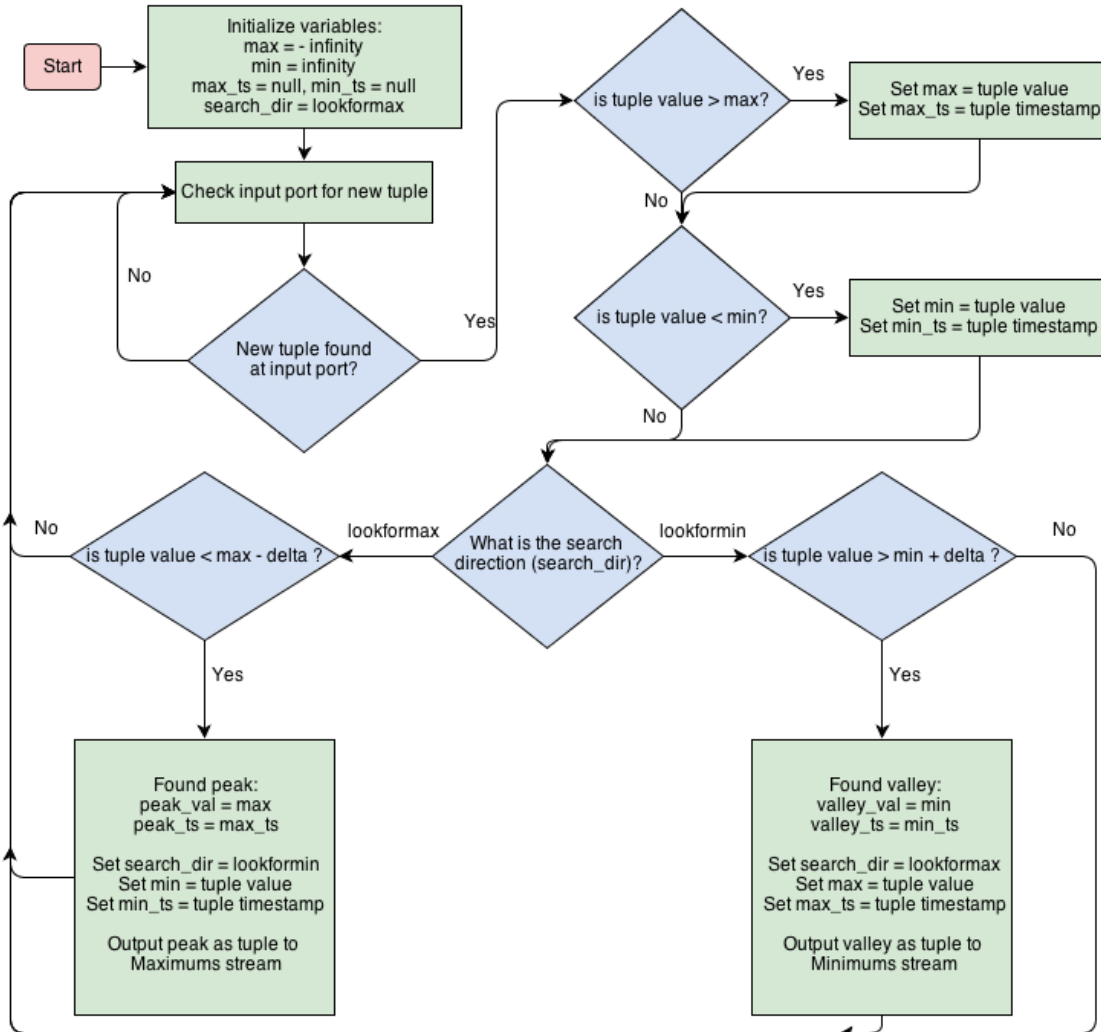 Start
Initialize variables:
max = - infinity
min = infinity
max_ts = null, min_ts = null
search_dir = lookformax
Check input port for new tuple
No
New tuple found
at input port?
Yes
is tuple value > max?
Yes
Set max = tuple value
Set max_ts = tuple timestamp
No
is tuple value < min?
Yes
Set min = tuple value
Set min_ts = tuple timestamp
No
What is the search
direction (search_dir)?
lookformax
lookformin
is tuple value < max - delta ?
No
Yes
Found peak:
peak_val = max
peak_ts = max_ts
Set search_dir = lookformin
Set min = tuple value
Set min_ts = tuple timestamp
Output peak as tuple to
Maximums stream
is tuple value > min + delta ?
No
Yes
Found valley:
valley_val = min
valley_ts = min_ts
Set search_dir = lookformax
Set max = tuple value
Set max_ts = tuple timestamp
Output valley as tuple to
Minimums stream